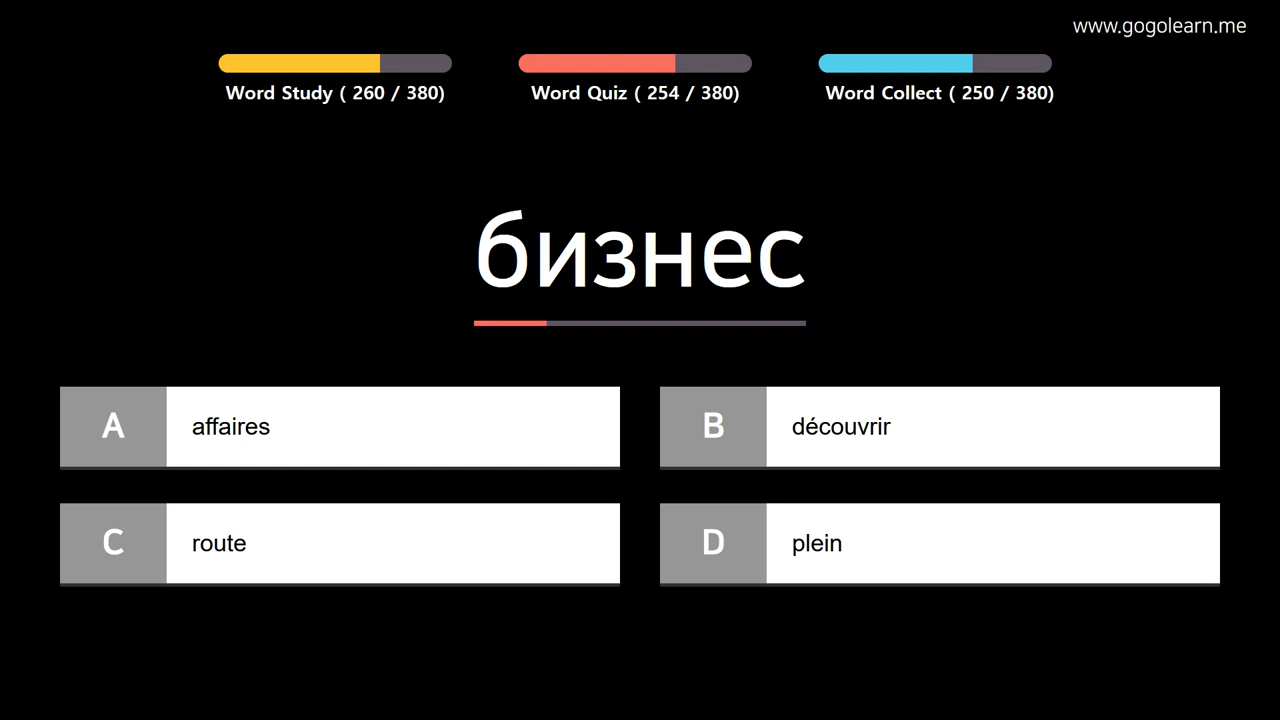 www.gogolearn.me
Word Study ( 260 / 380)
Word Quiz ( 254 / 380)
Word Collect ( 250 / 380)
бизнес
A affaires
B découvrir
C route
D plein